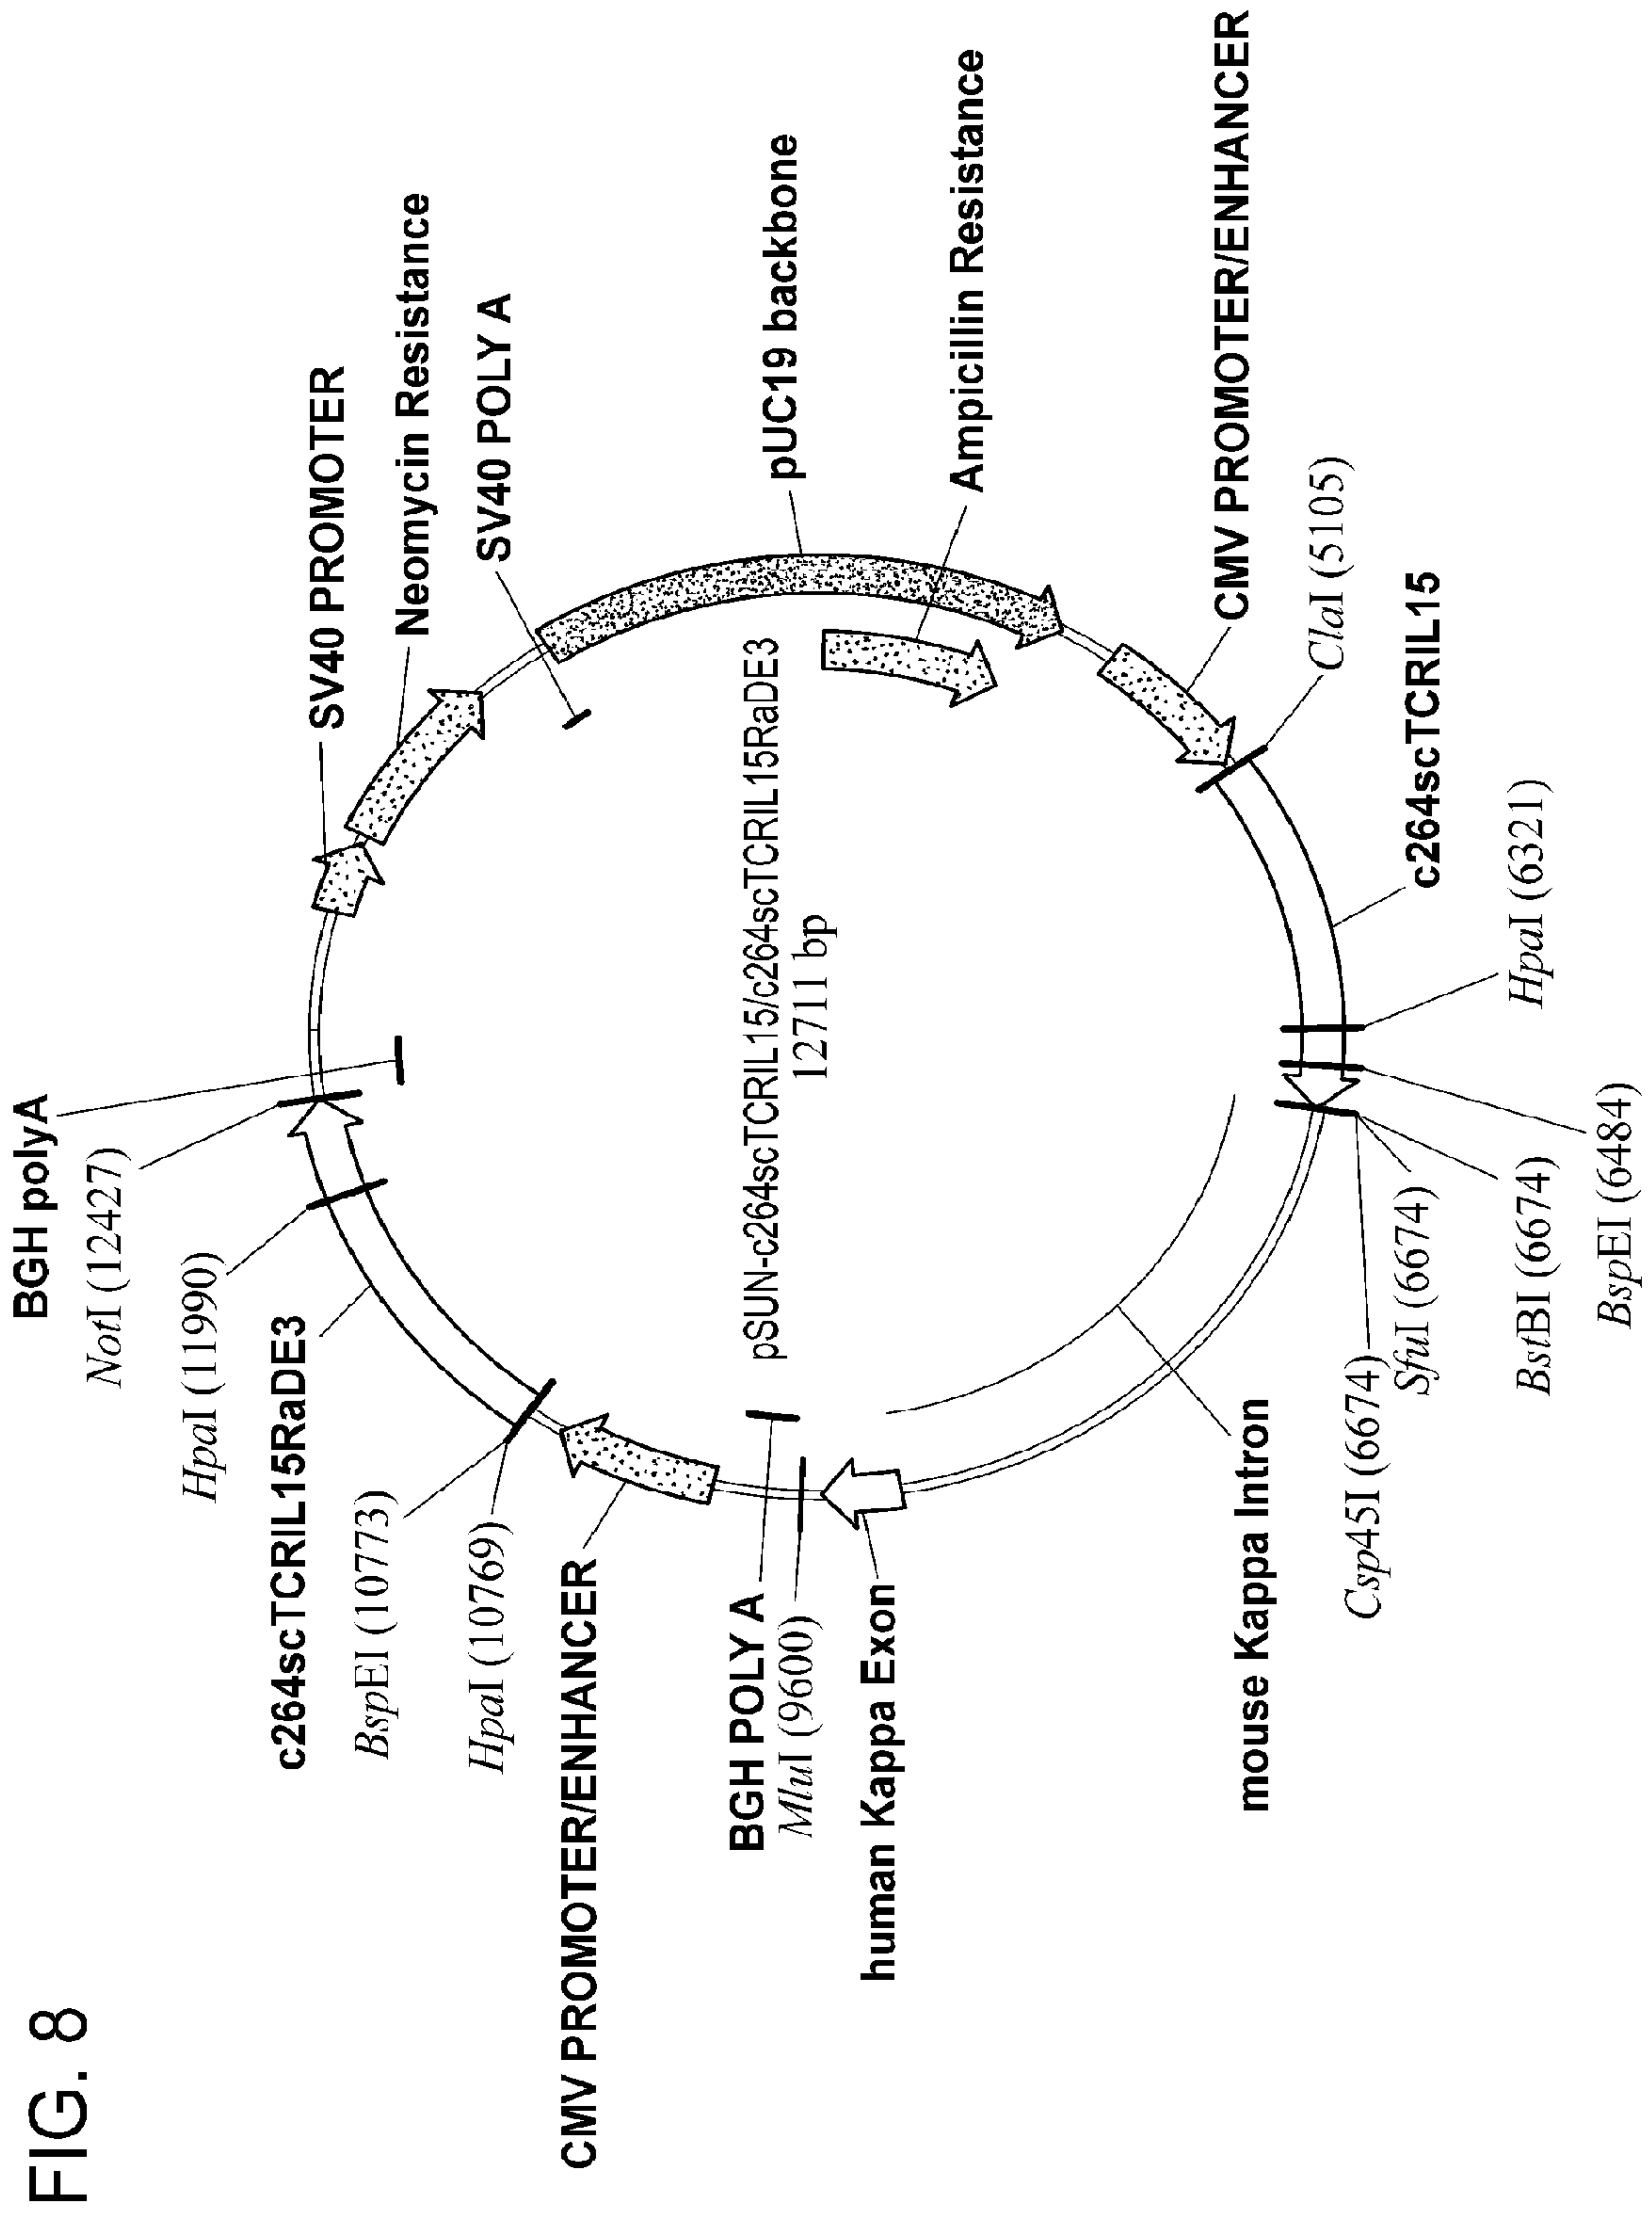 FIG. 8
BGH polyA
NotI (12427)
HpaI (11990)
c264scTCRIL15RaDE3
BspEI (10773)
HpaI (10769)
CMV PROMOTER/ENHANCER
BGH POLY A
MluI (9600)
human Kappa Exon
mouse Kappa Intron
Csp45I (6674)
SfuI (6674)
BstBI (6674)
BspEI (6484)
HpaI (6321)
c264scTCRIL15
ClaI (5105)
CMV PROMOTER/ENHANCER
Ampicillin Resistance
pUC19 backbone
SV40 POLY A
Neomycin Resistance
SV40 PROMOTER
pSUN-c264scTCRIL15/c264scTCRIL15RaDE3
12711 bp